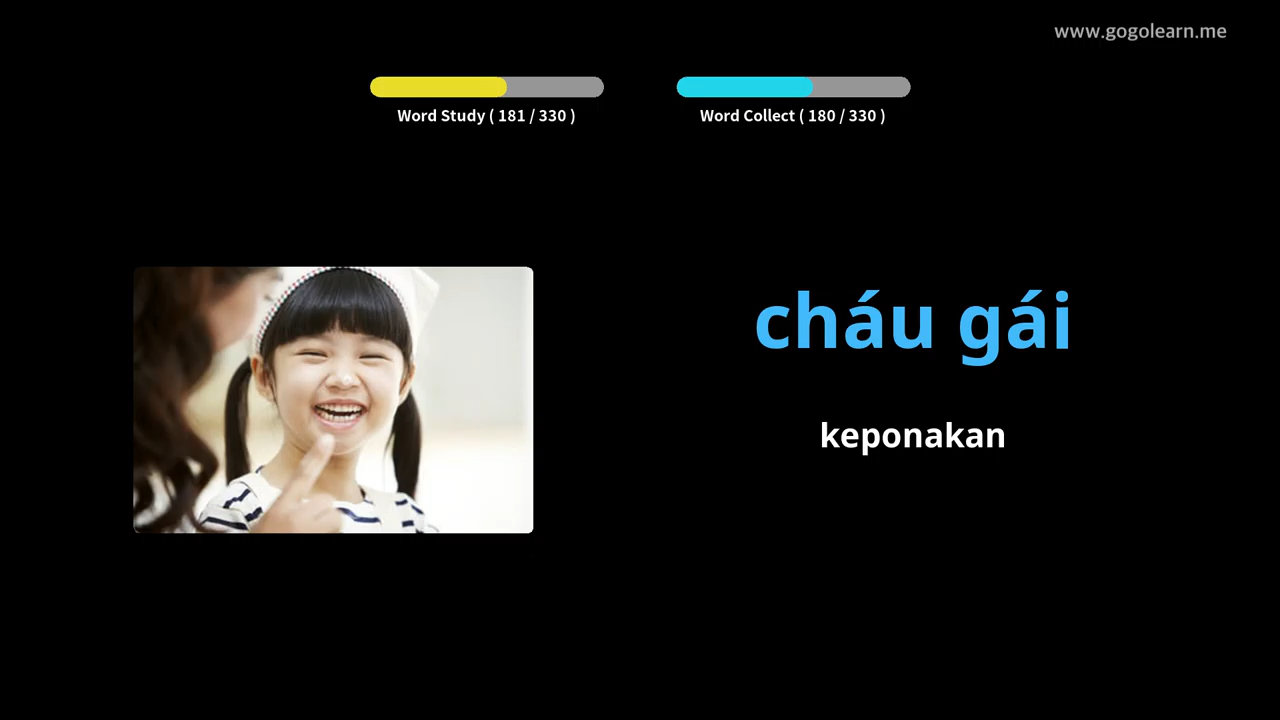 www.gogolearn.me
Word Study ( 181 / 330 )
Word Collect ( 180 / 330 )
cháu gái
keponakan